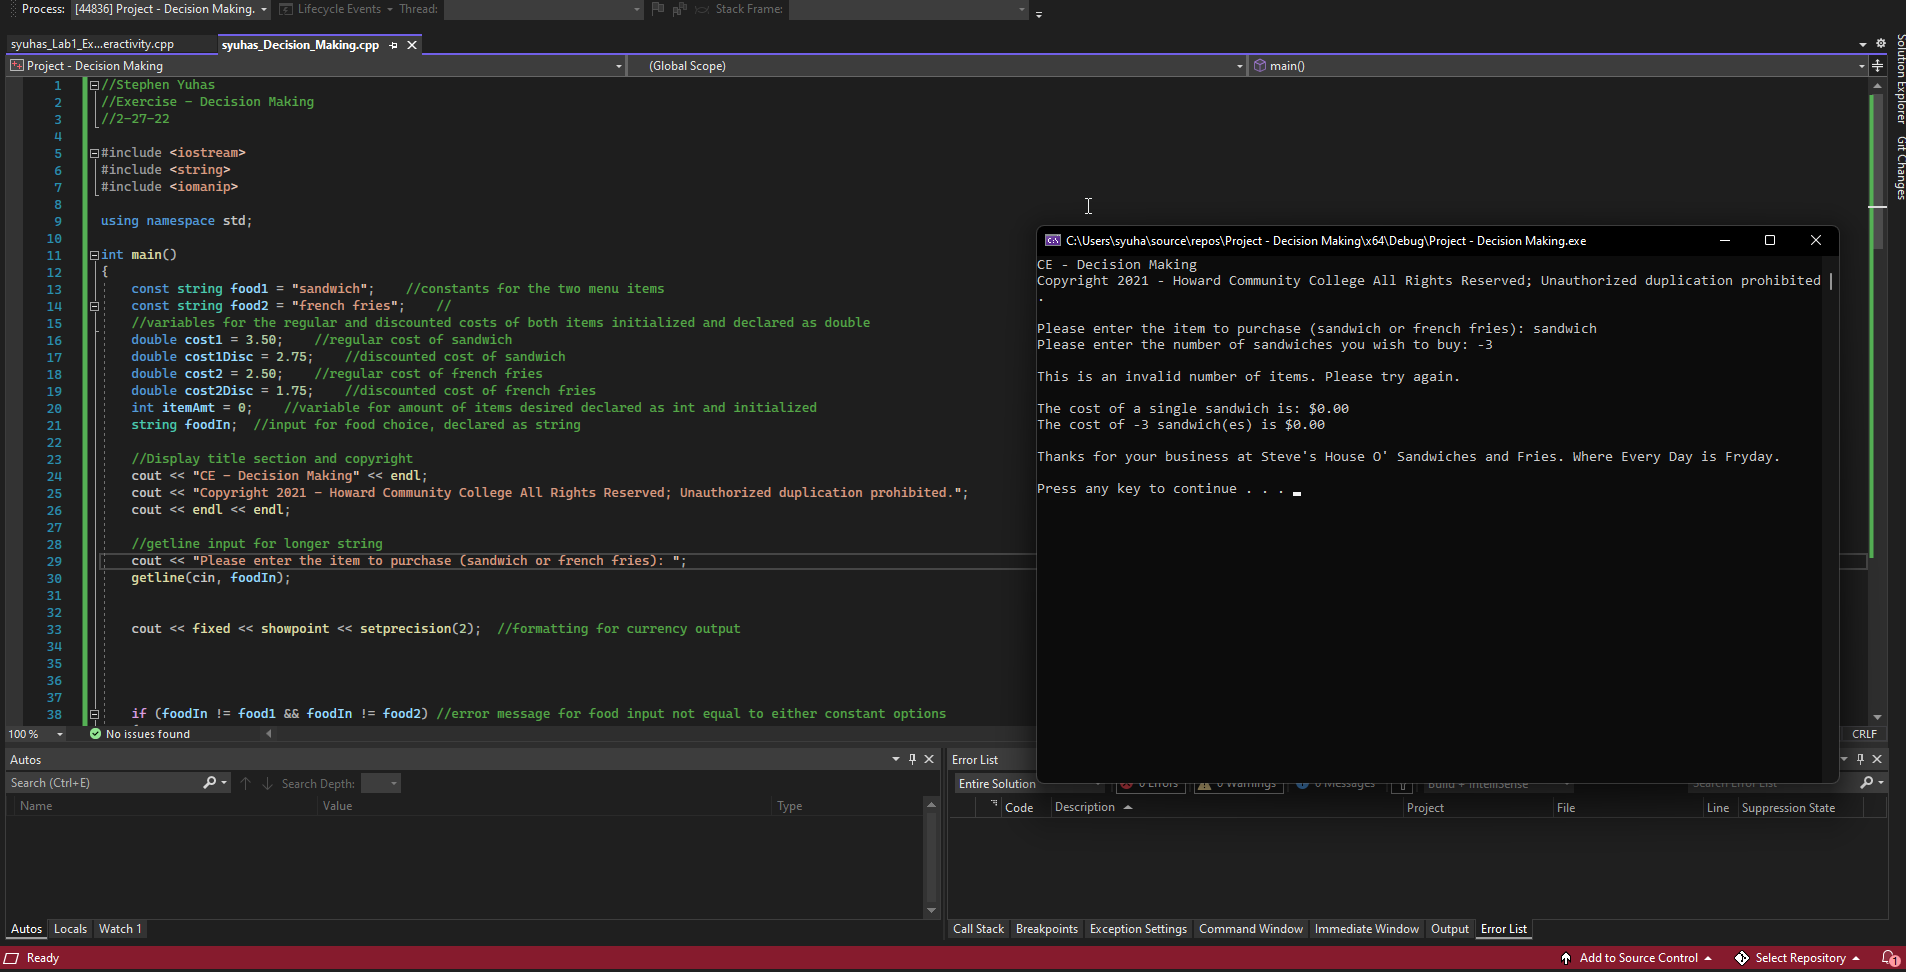 Process: [44836] Project - Decision Making. Lifecycle Events Thread: Stack Frame:
syuhas_Lab1_Ex...eractivity.cpp syuhas_Decision_Making.cpp
Project - Decision Making (Global Scope) main()
Solution Explorer
Git Changes
1 //Stephen Yuhas
2 //Exercise - Decision Making
3 //2-27-22
4
5 #include <iostream>
6 #include <string>
7 #include <iomanip>
8
9 using namespace std;
10
11 int main()
12 {
13 const string food1 = "sandwich"; //constants for the two menu items
14 const string food2 = "french fries"; //
15 //variables for the regular and discounted costs of both items initialized and declared as double
16 double cost1 = 3.50; //regular cost of sandwich
17 double cost1Disc = 2.75; //discounted cost of sandwich
18 double cost2 = 2.50; //regular cost of french fries
19 double cost2Disc = 1.75; //discounted cost of french fries
20 int itemAmt = 0; //variable for amount of items desired declared as int and initialized
21 string foodIn; //input for food choice, declared as string
22
23 //Display title section and copyright
24 cout << "CE - Decision Making" << endl;
25 cout << "Copyright 2021 - Howard Community College All Rights Reserved; Unauthorized duplication prohibited.";
26 cout << endl << endl;
27
28 //getline input for longer string
29 cout << "Please enter the item to purchase (sandwich or french fries): ";
30 getline(cin, foodIn);
31
32
33 cout << fixed << showpoint << setprecision(2); //formatting for currency output
34
35
36
37
38 if (foodIn != food1 && foodIn != food2) //error message for food input not equal to either constant options
C:\Users\syuha\source\repos\Project - Decision Making\x64\Debug\Project - Decision Making.exe
CE - Decision Making
Copyright 2021 - Howard Community College All Rights Reserved; Unauthorized duplication prohibited
.
Please enter the item to purchase (sandwich or french fries): sandwich
Please enter the number of sandwiches you wish to buy: -3
This is an invalid number of items. Please try again.
The cost of a single sandwich is: $0.00
The cost of -3 sandwich(es) is $0.00
Thanks for your business at Steve's House O' Sandwiches and Fries. Where Every Day is Fryday.
Press any key to continue . . .
100 % No issues found CRLF
Autos
Search (Ctrl+E) Search Depth:
Name Value Type
Autos Locals Watch 1
Error List
Entire Solution 0 Errors 0 Warnings 0 Messages Build + IntelliSense Search Error List
Code Description Project File Line Suppression State
Call Stack Breakpoints Exception Settings Command Window Immediate Window Output Error List
Ready Add to Source Control Select Repository 1